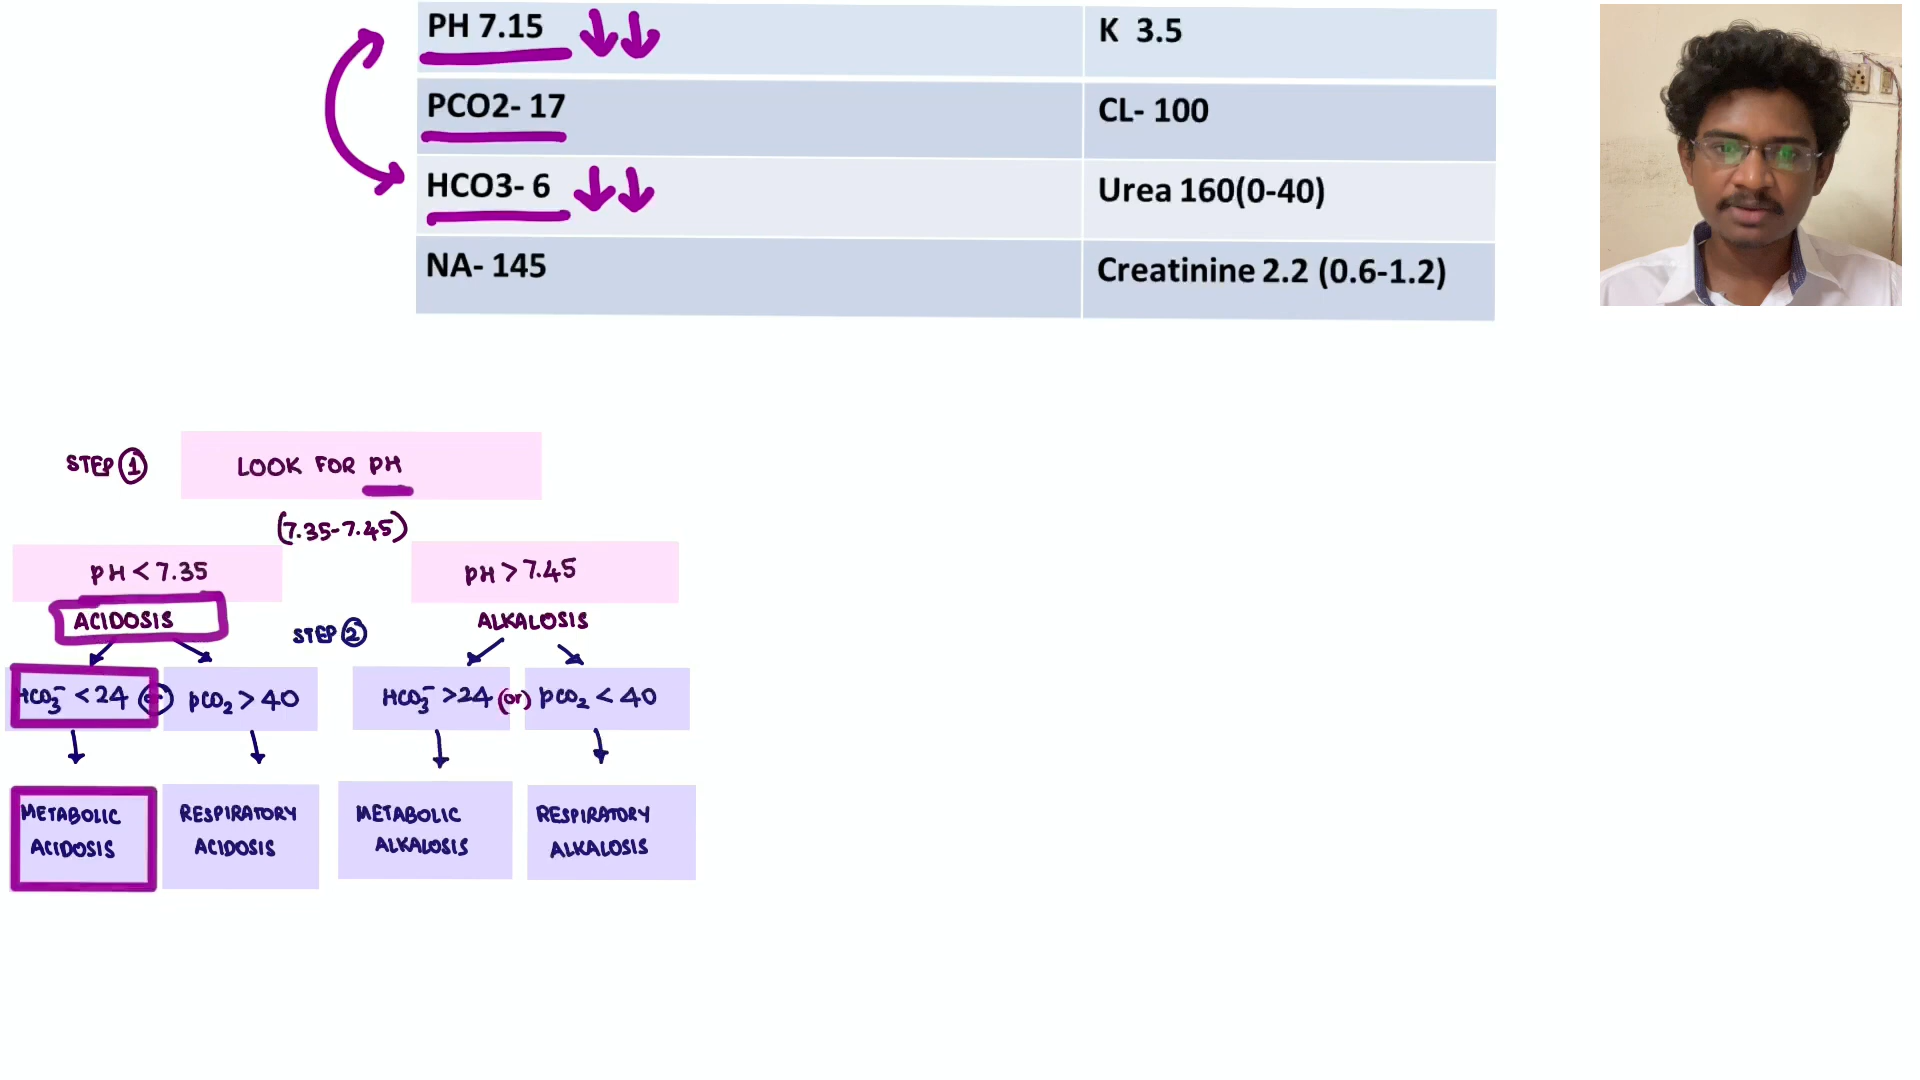 PH 7.15
K 3.5
PCO2- 17
CL- 100
HCO3- 6
Urea 160(0-40)
NA- 145
Creatinine 2.2 (0.6-1.2)
STEP 1
LOOK FOR PH
(7.35-7.45)
PH < 7.35
PH > 7.45
ACIDOSIS
STEP 2
ALKALOSIS
HCO3⁻ < 24
PCO2 > 40
HCO3⁻ >24 (or) PCO2 < 40
METABOLIC
ACIDOSIS
RESPIRATORY
ACIDOSIS
METABOLIC
ALKALOSIS
RESPIRATORY
ALKALOSIS